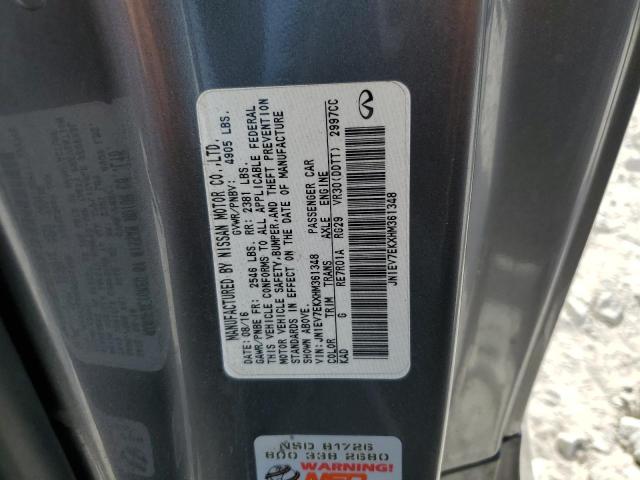 MANUFACTURED BY NISSAN MOTOR CO.,LTD.
DATE: 08/16 GVWR/PNBV: 4905 LBS.
GAWR/PNBE FR: 2546 LBS. RR: 2381 LBS.
THIS VEHICLE CONFORMS TO ALL APPLICABLE FEDERAL
MOTOR VEHICLE SAFETY,BUMPER,AND THEFT PREVENTION
STANDARDS IN EFFECT ON THE DATE OF MANUFACTURE
SHOWN ABOVE.
VIN:JN1EV7EKXHM361348 PASSENGER CAR
COLOR TRIM TRANS AXLE ENGINE
KAD G RE7R01A RG29 VR30(DDTT) 2997CC
JN1EV7EKXHM361348
NSD 81726
800 338 2680
WARNING!
NSD